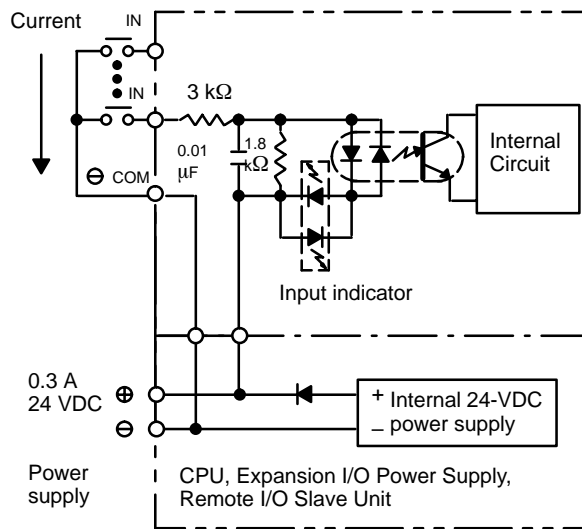 Current
IN
IN
3 kΩ
0.01
μF
1.8
kΩ
⊖ COM
Internal
Circuit
Input indicator
0.3 A
24 VDC
⊕
⊖
+ Internal 24-VDC
– power supply
Power
supply
CPU, Expansion I/O Power Supply,
Remote I/O Slave Unit